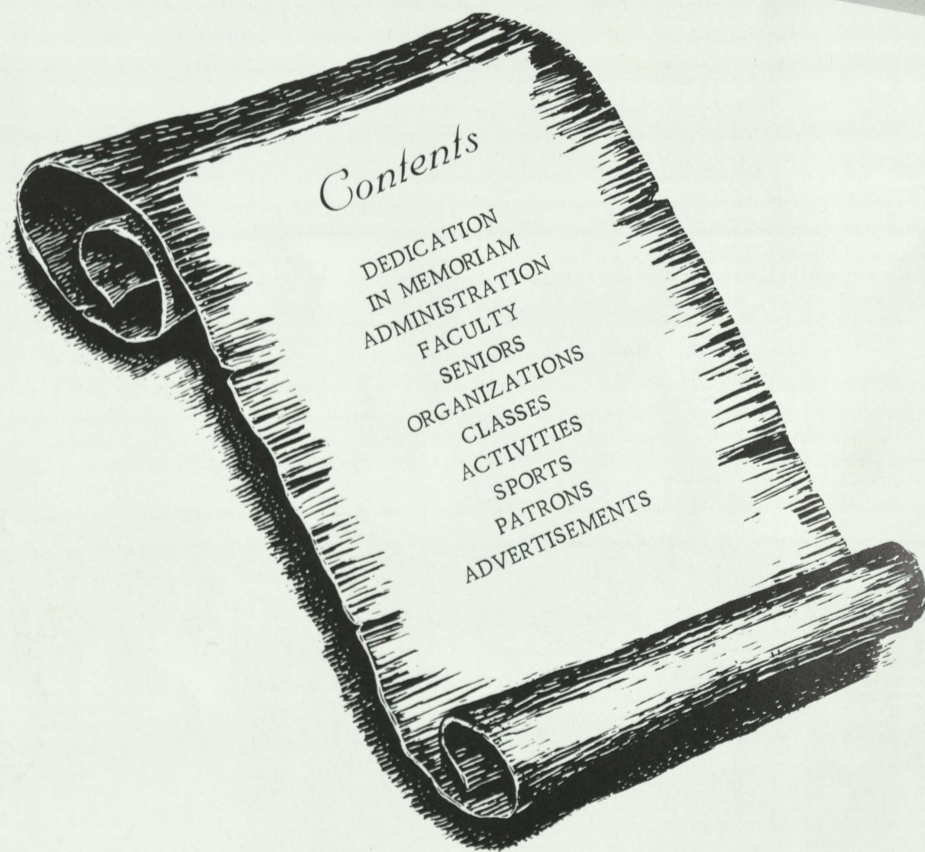 Contents
DEDICATION
IN MEMORIAM
ADMINISTRATION
FACULTY
SENIORS
ORGANIZATIONS
CLASSES
ACTIVITIES
SPORTS
PATRONS
ADVERTISEMENTS